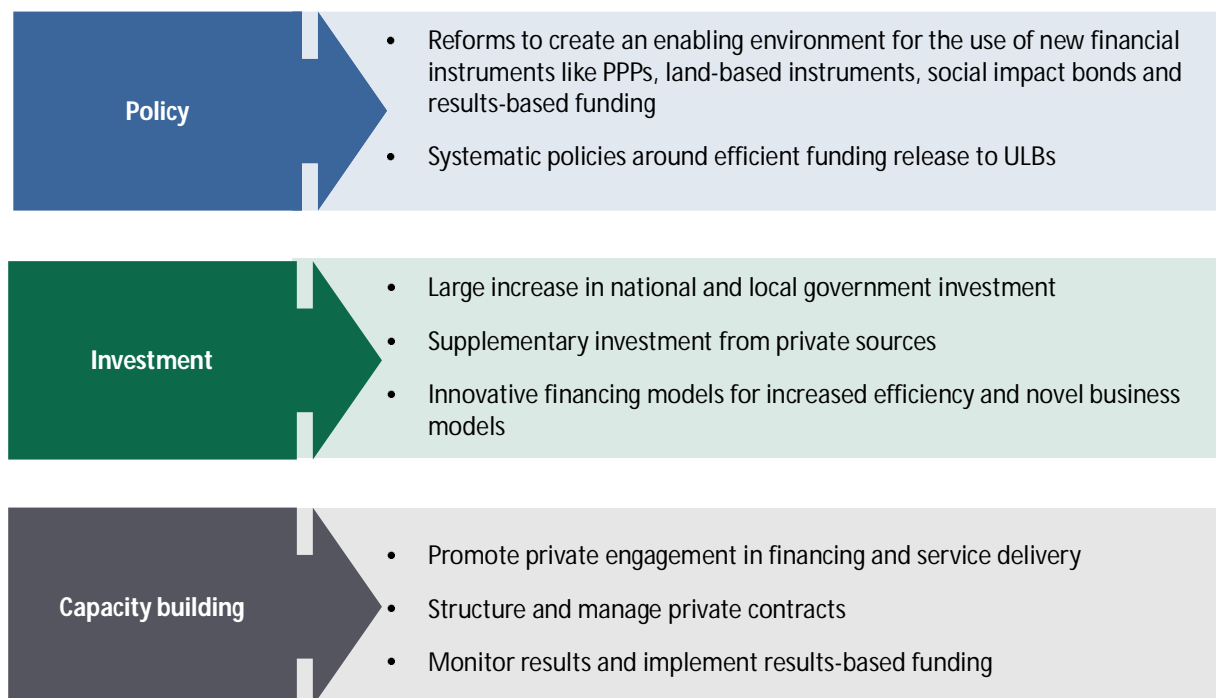 Policy
• Reforms to create an enabling environment for the use of new financial
instruments like PPPs, land-based instruments, social impact bonds and
results-based funding
• Systematic policies around efficient funding release to ULBs
Investment
• Large increase in national and local government investment
• Supplementary investment from private sources
• Innovative financing models for increased efficiency and novel business
models
Capacity building
• Promote private engagement in financing and service delivery
• Structure and manage private contracts
• Monitor results and implement results-based funding